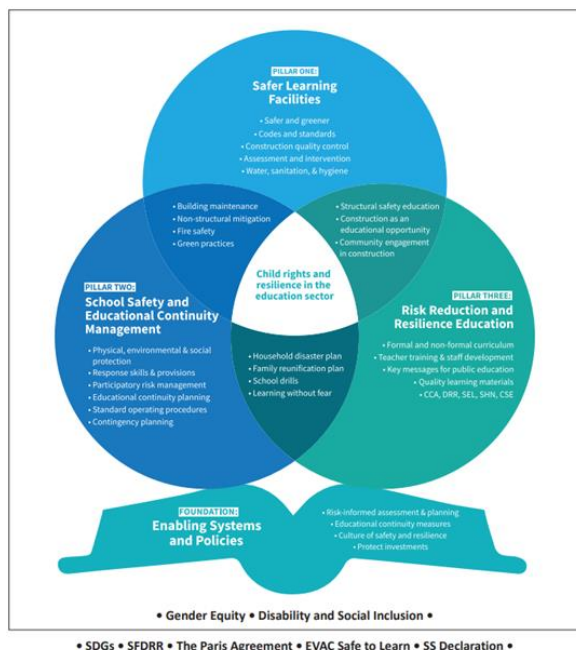 PILLAR ONE:
Safer Learning
Facilities
• Safer and greener
• Codes and standards
• Construction quality control
• Assessment and intervention
• Water, sanitation, & hygiene
• Building maintenance
• Non-structural mitigation
• Fire safety
• Green practices
• Structural safety education
• Construction as an
educational opportunity
• Community engagement
in construction
Child rights and
resilience in the
education sector
PILLAR TWO:
School Safety and
Educational Continuity
Management
• Physical, environmental & social
protection
• Response skills & provisions
• Participatory risk management
• Educational continuity planning
• Standard operating procedures
• Contingency planning
• Household disaster plan
• Family reunification plan
• School drills
• Learning without fear
PILLAR THREE:
Risk Reduction and
Resilience Education
• Formal and non-formal curriculum
• Teacher training & staff development
• Key messages for public education
• Quality learning materials
• CCA, DRR, SEL, SHN, CSE
FOUNDATION:
Enabling Systems
and Policies
• Risk-informed assessment & planning
• Educational continuity measures
• Culture of safety and resilience
• Protect investments
• Gender Equity • Disability and Social Inclusion •
• SDGs • SFDRR • The Paris Agreement • EVAC Safe to Learn • SS Declaration •